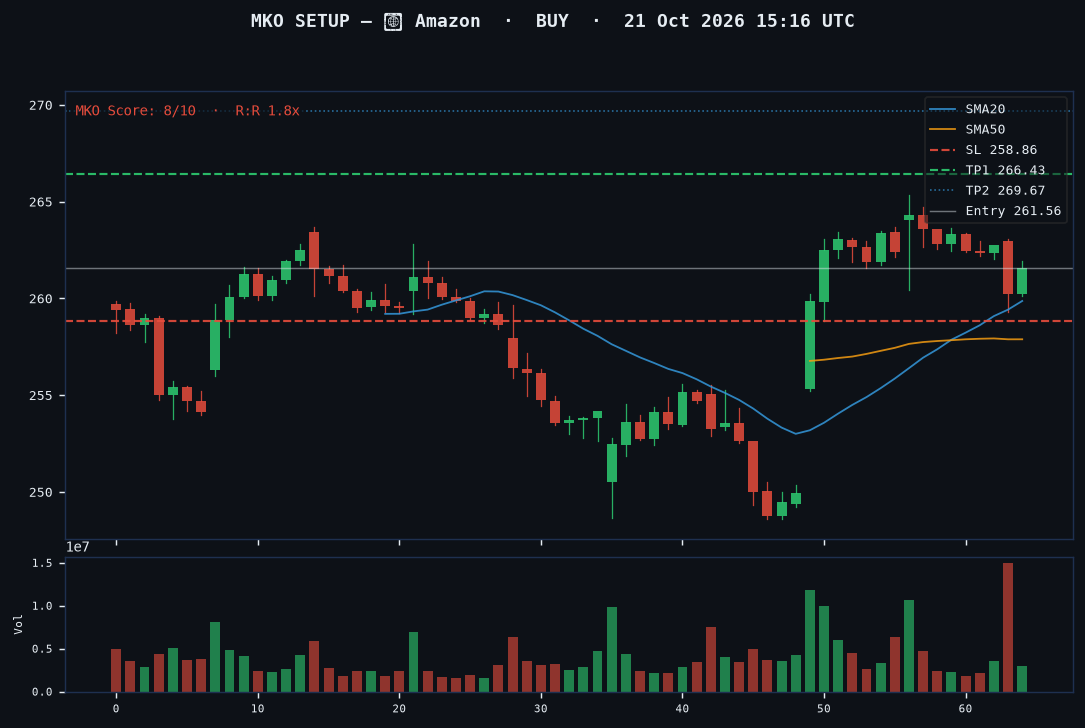 MKO SETUP — 🌐 Amazon · BUY · 21 Oct 2026 15:16 UTC
MKO Score: 8/10 · R:R 1.8x
SMA20
SMA50
SL 258.86
TP1 266.43
TP2 269.67
Entry 261.56
270
265
260
255
250
1e7
1.5
1.0
0.5
0.0
Vol
0 10 20 30 40 50 60